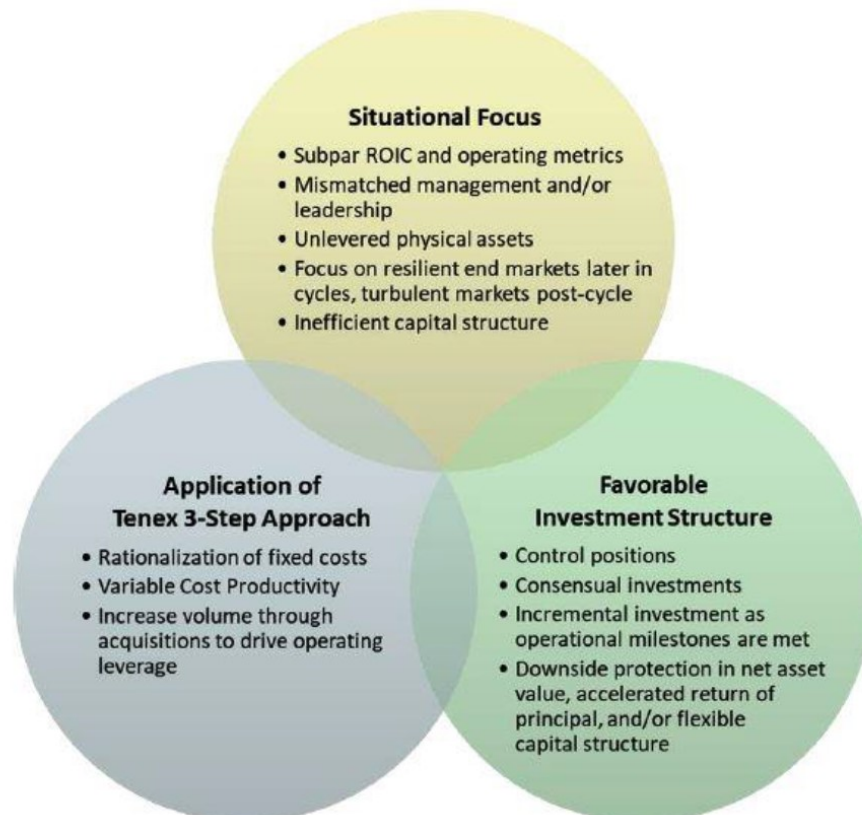 Situational Focus
• Subpar ROIC and operating metrics
• Mismatched management and/or
leadership
• Unlevered physical assets
• Focus on resilient end markets later in
cycles, turbulent markets post-cycle
• Inefficient capital structure
Application of
Tenex 3-Step Approach
• Rationalization of fixed costs
• Variable Cost Productivity
• Increase volume through
acquisitions to drive operating
leverage
Favorable
Investment Structure
• Control positions
• Consensual investments
• Incremental investment as
operational milestones are met
• Downside protection in net asset
value, accelerated return of
principal, and/or flexible
capital structure